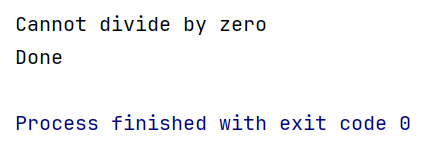 Cannot divide by zero
Done
Process finished with exit code 0